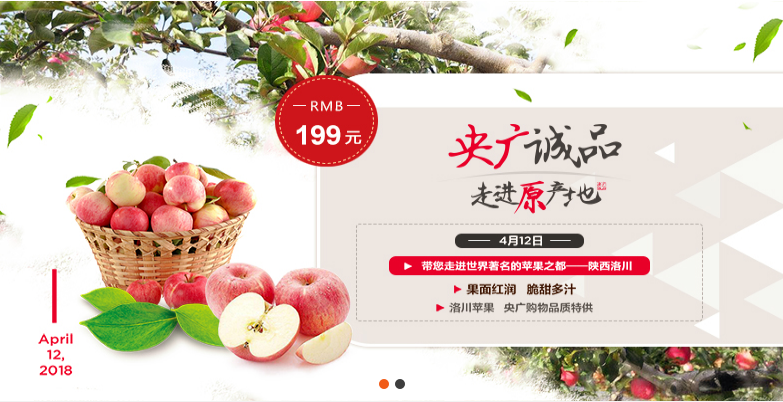 RMB
199元
央广诚品
走进原产地
4月12日
带您走进世界著名的苹果之都——陕西洛川
果面红润 脆甜多汁
洛川苹果 央广购物品质特供
April
12,
2018